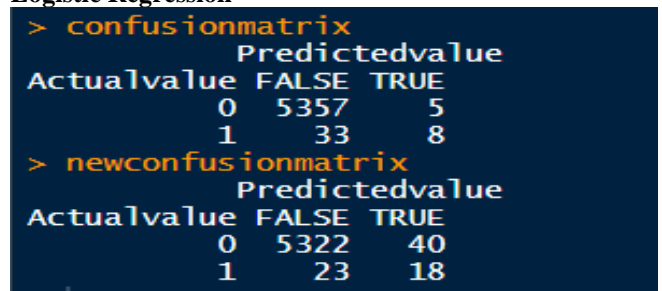 Logistic Regression
> confusionmatrix
Predictedvalue
Actualvalue FALSE TRUE
0 5357 5
1 33 8
> newconfusionmatrix
Predictedvalue
Actualvalue FALSE TRUE
0 5322 40
1 23 18